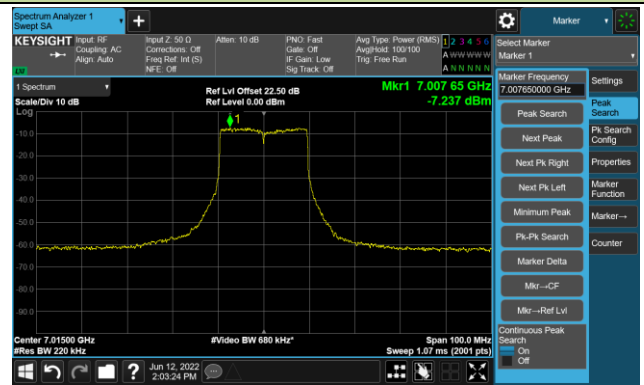 Spectrum Analyzer 1
Swept SA
Marker
KEYSIGHT
Input: RF
Coupling: AC
Align: Auto
Input Z: 50 Ω
Corrections: Off
Freq Ref: Int (S)
NFE: Off
Atten: 10 dB
PNO: Fast
Gate: Off
IF Gain: Low
Sig Track: Off
Avg Type: Power (RMS)
Avg|Hold: 100/100
Trig: Free Run
1 2 3 4 5 6
A W W W W W
A N N N N N
LXI
Select Marker
Marker 1
1 Spectrum
Scale/Div 10 dB
Log
Ref Lvl Offset 22.50 dB
Ref Level 0.00 dBm
Mkr1 7.007 65 GHz
-7.237 dBm
1
-10.0
-20.0
-30.0
-40.0
-50.0
-60.0
-70.0
-80.0
-90.0
Center 7.01500 GHz
#Res BW 220 kHz
#Video BW 680 kHz*
Span 100.0 MHz
Sweep 1.07 ms (2001 pts)
Marker Frequency
7.007650000 GHz
Peak Search
Next Peak
Next Pk Right
Next Pk Left
Minimum Peak
Pk-Pk Search
Marker Delta
Mkr→CF
Mkr→Ref Lvl
Continuous Peak
Search
On
Off
Settings
Peak
Search
Pk Search
Config
Properties
Marker
Function
Marker→
Counter
?
Jun 12, 2022
2:03:24 PM